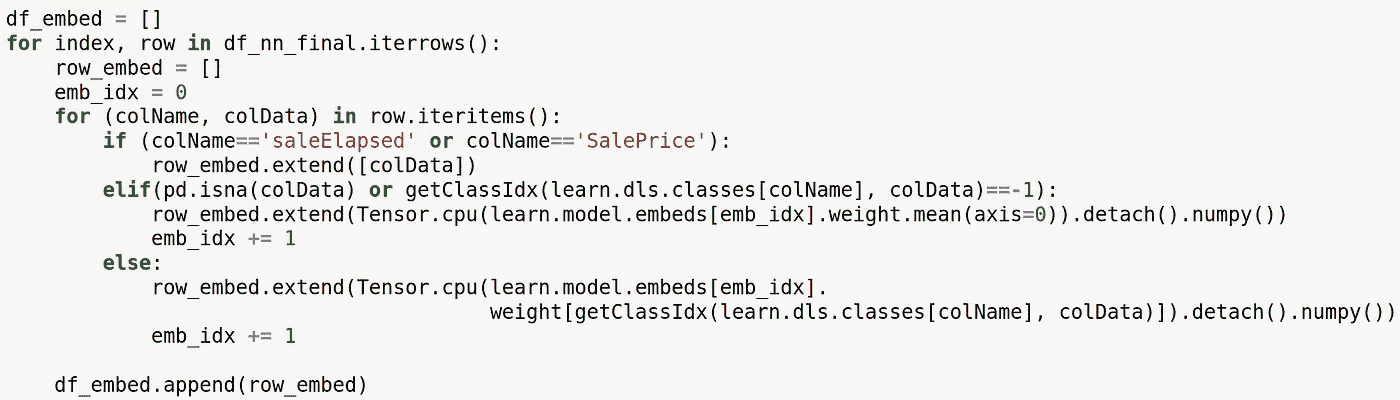 df_embed = []
for index, row in df_nn_final.iterrows():
    row_embed = []
    emb_idx = 0
    for (colName, colData) in row.iteritems():
        if (colName=='saleElapsed' or colName=='SalePrice'):
            row_embed.extend([colData])
        elif(pd.isna(colData) or getClassIdx(learn.dls.classes[colName], colData)==-1):
            row_embed.extend(Tensor.cpu(learn.model.embeds[emb_idx].weight.mean(axis=0)).detach().numpy())
            emb_idx += 1
        else:
            row_embed.extend(Tensor.cpu(learn.model.embeds[emb_idx].
                                        weight[getClassIdx(learn.dls.classes[colName], colData)]).detach().numpy())
            emb_idx += 1

    df_embed.append(row_embed)